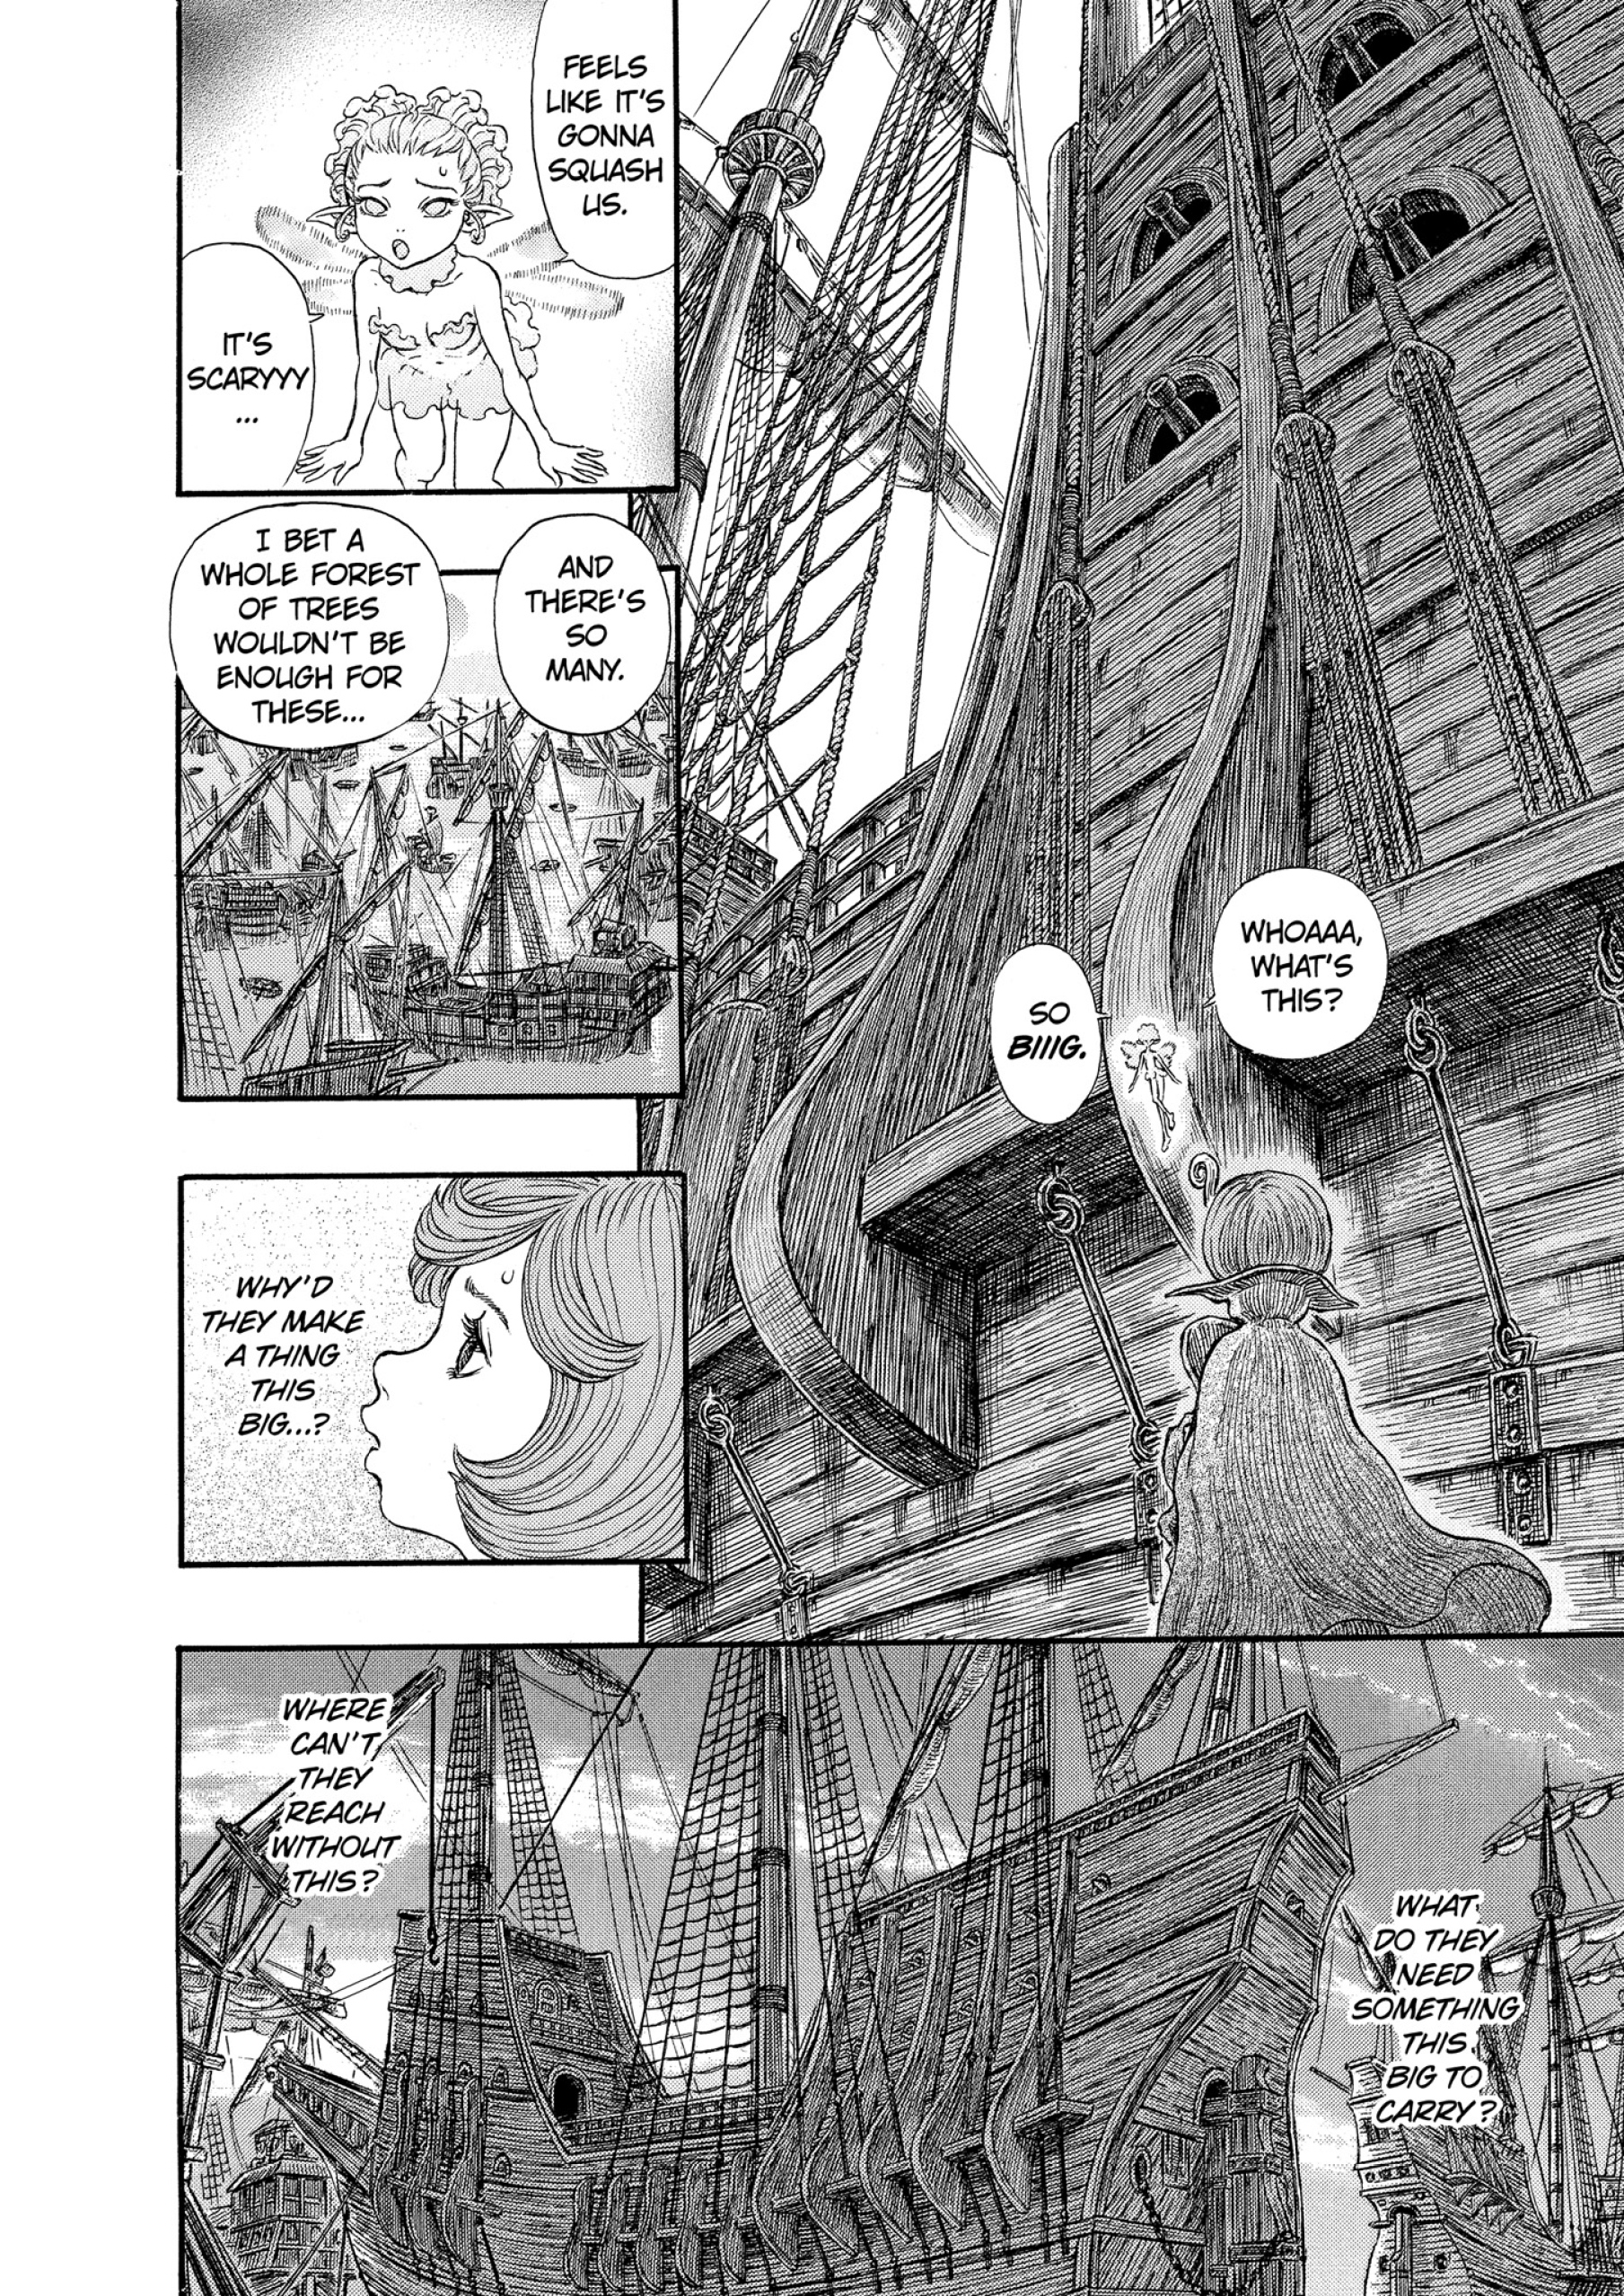 WHOAAA,
WHAT'S
THIS?
SO
BIIIG.
FEELS
LIKE IT'S
GONNA
SQUASH
US.
IT'S
SCARYYY
...
AND
THERE'S
SO
MANY.
I BET A
WHOLE FOREST
OF TREES
WOULDN'T BE
ENOUGH FOR
THESE...
WHY'D
THEY MAKE
A THING
THIS
BIG...?
WHAT
DO THEY
NEED
SOMETHING
THIS
BIG TO
CARRY?
WHERE
CAN'T
THEY
REACH
WITHOUT
THIS?